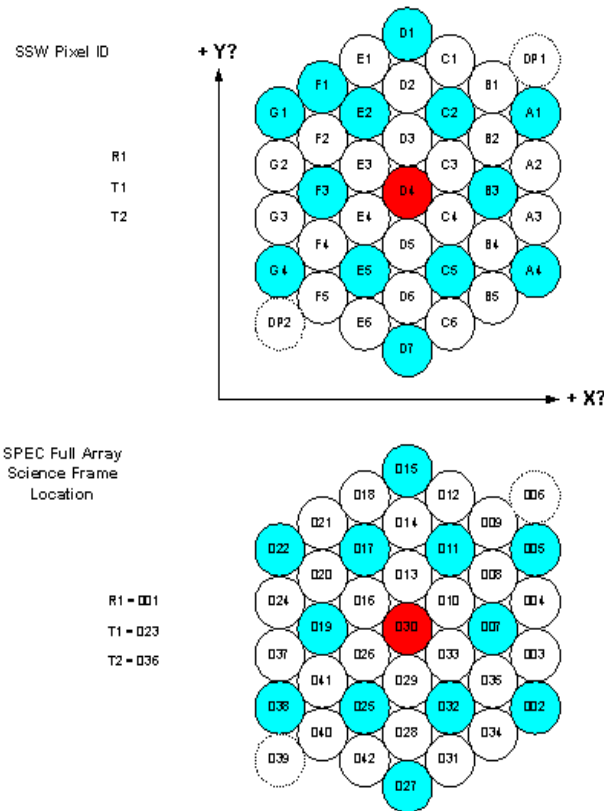 SSW Pixel ID
+ Y?
D1
E1 C1 DP1
F1 D2 B1
G1 E2 C2 A1
F2 D3 B2
G2 E3 C3 A2
F3 D4 B3
G3 E4 C4 A3
F4 D5 B4
G4 E5 C5 A4
F5 D6 B5
DP2 E6 C6
D7
R1
T1
T2
+ X?
SPEC Full Array
Science Frame
Location
015
018 012 006
021 014 009
022 017 011 005
020 013 008
024 016 010 004
019 030 007
037 026 033 003
041 029 035
038 025 032 002
040 028 034
039 042 031
027
R1 = 001
T1 = 023
T2 = 036